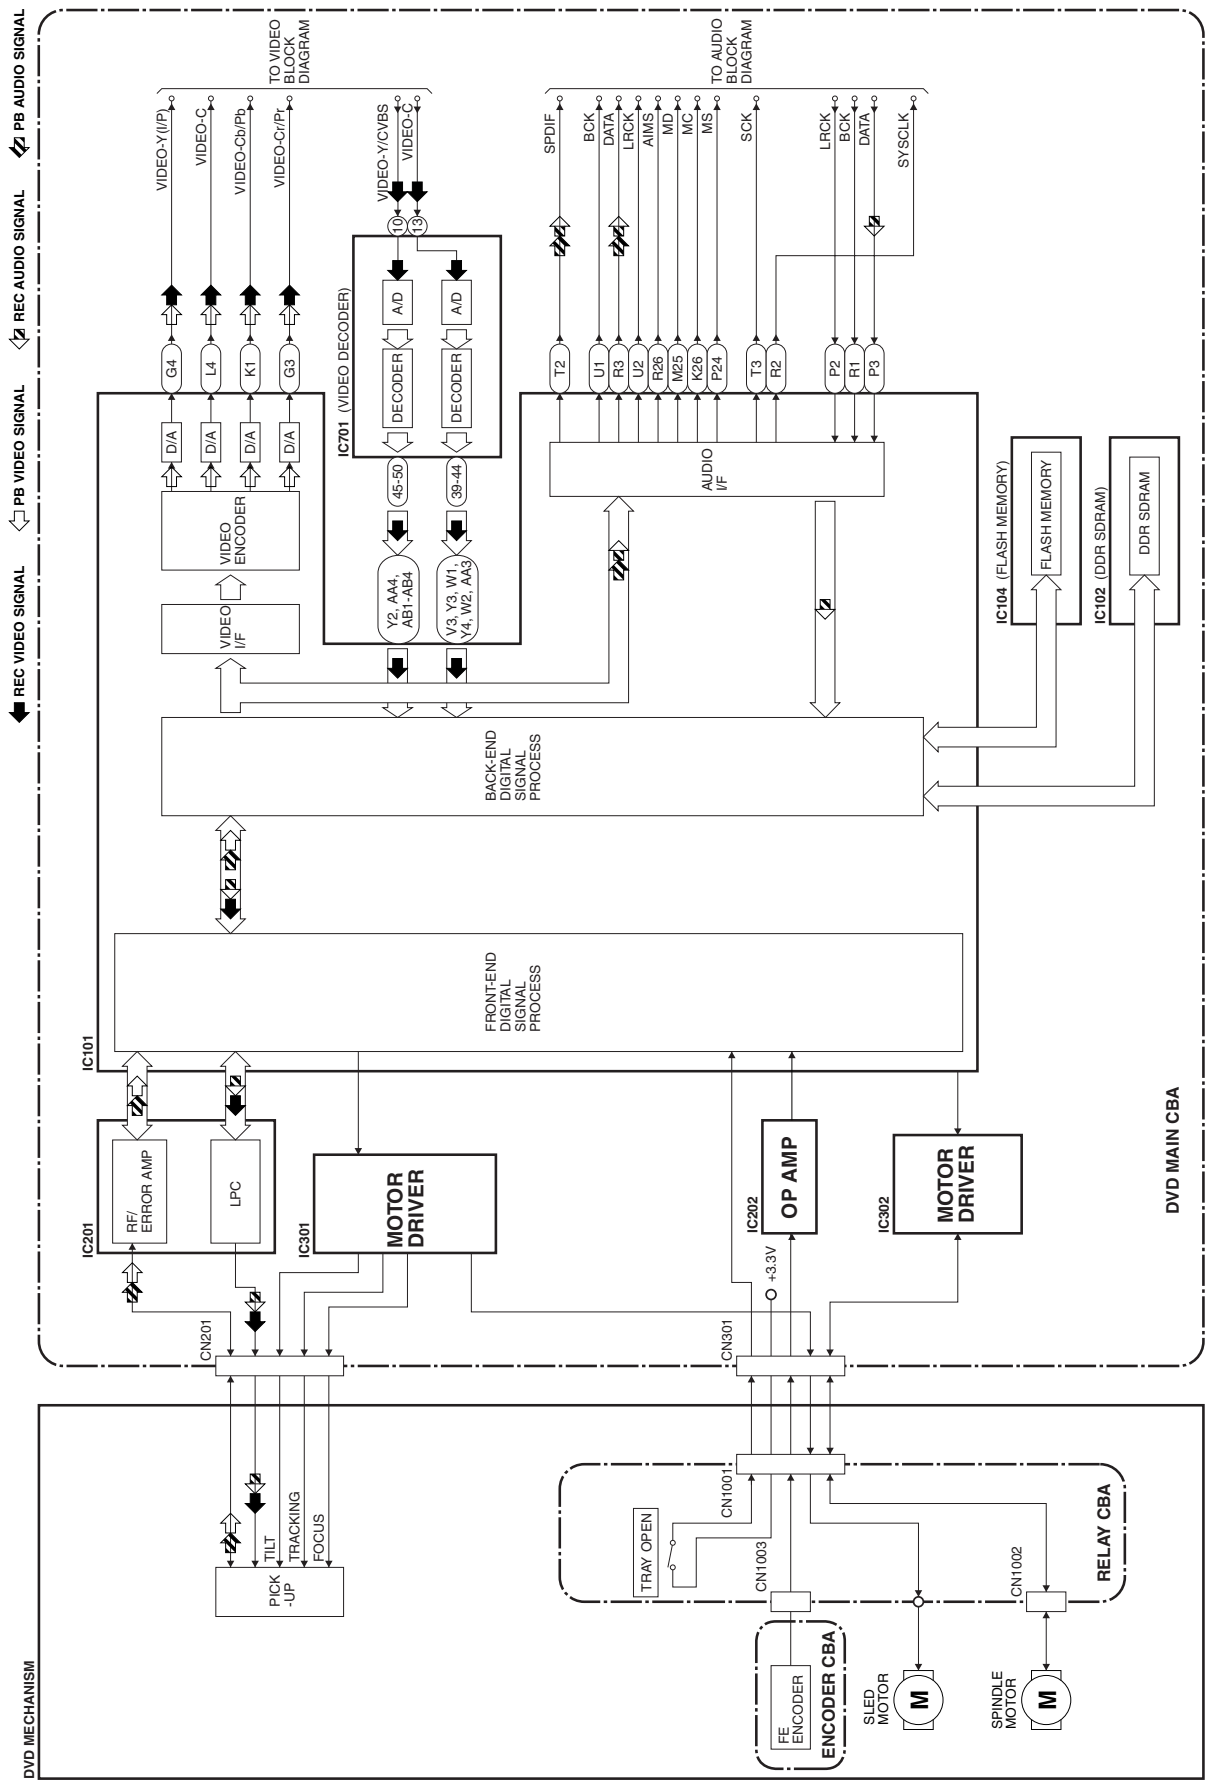 DVD MECHANISM
PICK
-UP
TILT
TRACKING
FOCUS
TRAY OPEN
CN1001
CN1003
CN1002
RELAY CBA
FE
ENCODER
ENCODER CBA
SLED
MOTOR
M
SPINDLE
MOTOR
M
CN201
CN301
+3.3V
IC201
RF/
ERROR AMP
LPC
IC301
MOTOR
DRIVER
IC202
OP AMP
IC302
MOTOR
DRIVER
DVD MAIN CBA
IC101
FRONT-END
DIGITAL
SIGNAL
PROCESS
BACK-END
DIGITAL
SIGNAL
PROCESS
VIDEO
I/F
VIDEO
ENCODER
D/A
D/A
D/A
D/A
G4
L4
K1
G3
VIDEO-Y(I/P)
VIDEO-C
VIDEO-Cb/Pb
VIDEO-Cr/Pr
TO VIDEO
BLOCK
DIAGRAM
VIDEO-Y/CVBS
VIDEO-C
10
13
IC701 (VIDEO DECODER)
A/D
A/D
DECODER
DECODER
45-50
39-44
Y2, AA4,
AB1-AB4
V3, Y3, W1,
Y4, W2, AA3
AUDIO
I/F
T2
U1
R3
U2
R26
M25
K26
P24
T3
R2
P2
R1
P3
SPDIF
BCK
DATA
LRCK
AIMS
MD
MC
MS
SCK
LRCK
BCK
DATA
SYSCLK
TO AUDIO
BLOCK
DIAGRAM
IC104 (FLASH MEMORY)
FLASH MEMORY
IC102 (DDR SDRAM)
DDR SDRAM
REC VIDEO SIGNAL
PB VIDEO SIGNAL
REC AUDIO SIGNAL
PB AUDIO SIGNAL